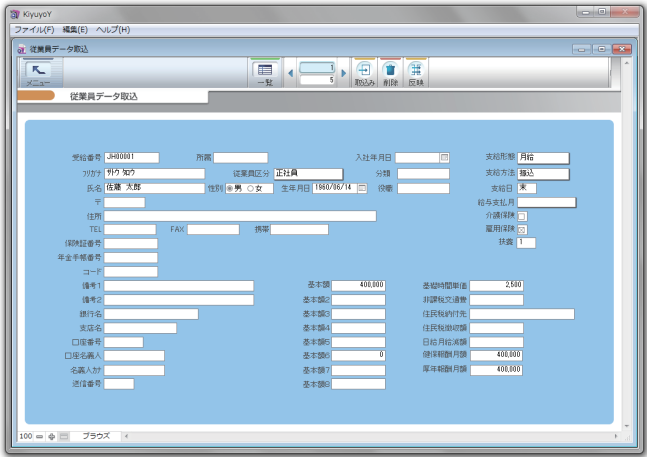 KiyuyoY
ファイル(F) 編集(E) ヘルプ(H)
従業員データ取込
メニュー 一覧 1 5 取込み 削除 反映
従業員データ取込
受給番号 JH00001 所属 入社年月日 支給形態 月給
フリガナ ｻﾄｳ ﾀﾛｳ 従業員区分 正社員 分類 支給方法 振込
氏名 佐藤 太郎 性別 男 女 生年月日 1960/06/14 役職 支給日 末
〒 給与支払月
住所 介護保険
TEL FAX 携帯 雇用保険
保険証番号 扶養 1
年金手帳番号
コード
備考1 基本額 400,000 基礎時間単価 2,500
備考2 基本額2 非課税交通費
銀行名 基本額3 住民税納付先
支店名 基本額4 住民税徴収額
口座番号 基本額5 日給月給減額
口座名義人 基本額6 0 健保報酬月額 400,000
名義人ｶﾅ 基本額7 厚年報酬月額 400,000
送信番号 基本額8
100 ブラウズ